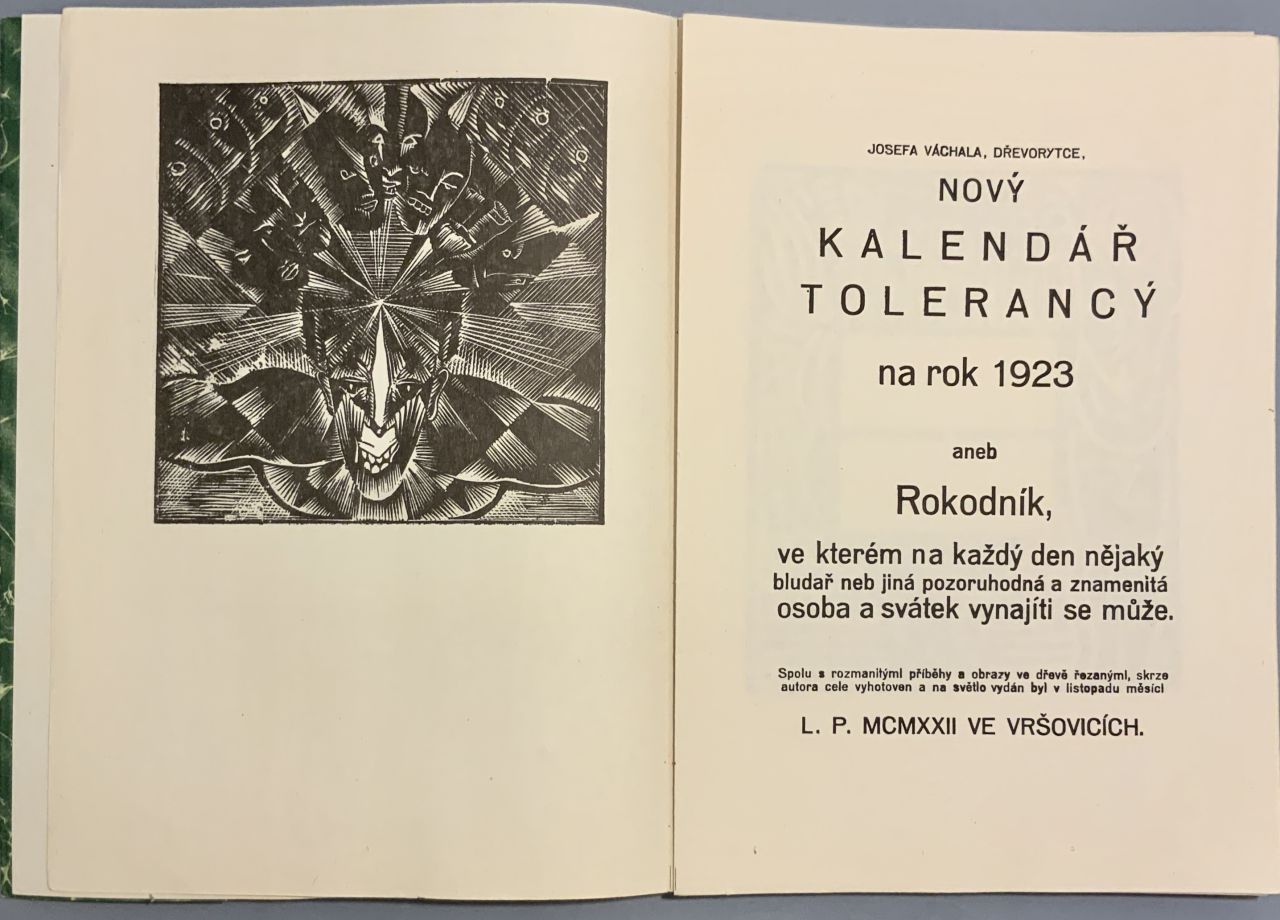 JOSEFA VÁCHALA, DŘEVORYTCE,
NOVÝ
KALENDÁŘ
TOLERANCÝ
na rok 1923
aneb
Rokodník,
ve kterém na každý den nějaký
bludař neb jiná pozoruhodná a znamenitá
osoba a svátek vynajíti se může.
Spolu s rozmanitými příběhy a obrazy ve dřevě řezanými, skrze
autora cele vyhotoven a na světlo vydán byl v listopadu měsíci
L. P. MCMXXII VE VRŠOVICÍCH.